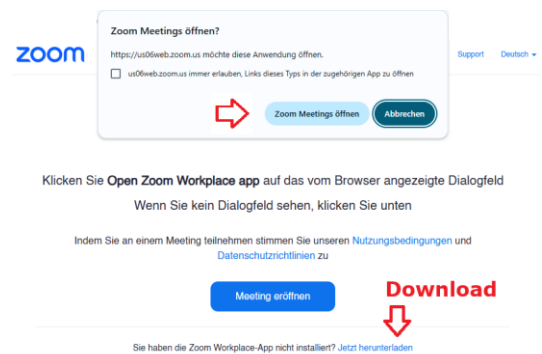 Zoom Meetings öffnen?
https://us06web.zoom.us möchte diese Anwendung öffnen.
us06web.zoom.us immer erlauben, Links dieses Typs in der zugehörigen App zu öffnen
Zoom Meetings öffnen Abbrechen
zoom Support Deutsch
Klicken Sie Open Zoom Workplace app auf das vom Browser angezeigte Dialogfeld
Wenn Sie kein Dialogfeld sehen, klicken Sie unten
Indem Sie an einem Meeting teilnehmen stimmen Sie unseren Nutzungsbedingungen und
Datenschutzrichtlinien zu
Meeting eröffnen
Download
Sie haben die Zoom Workplace-App nicht installiert? Jetzt herunterladen